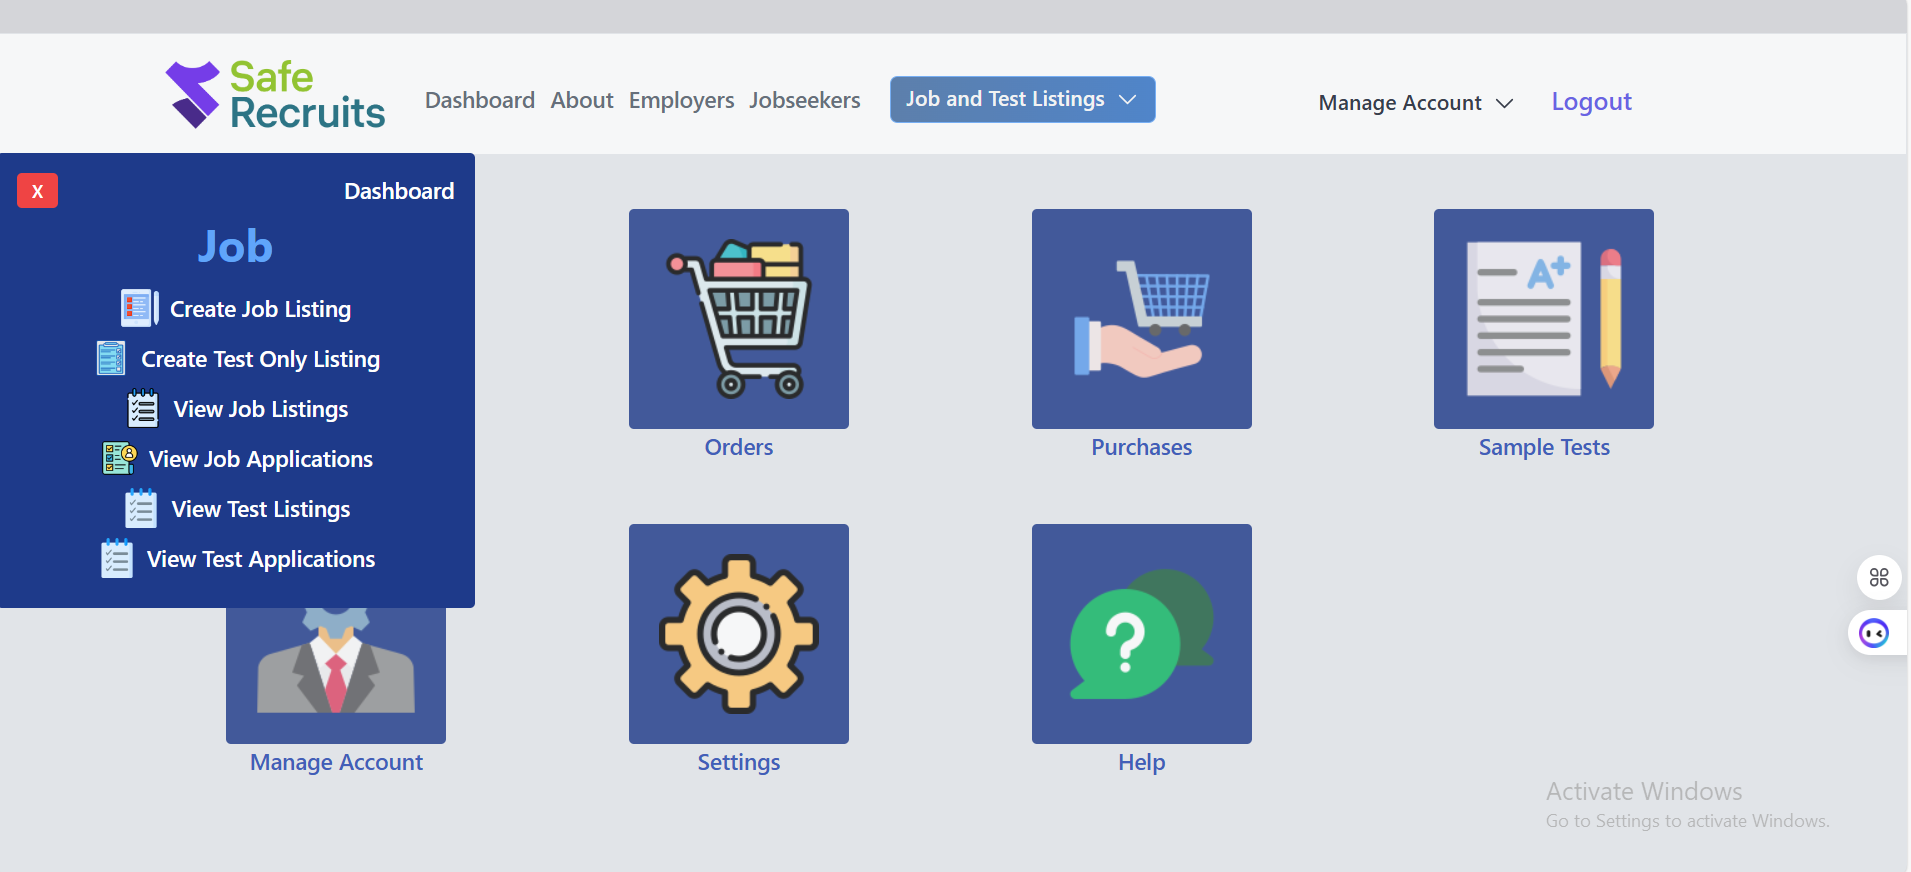 Safe
Recruits
Dashboard About Employers Jobseekers Job and Test Listings Manage Account Logout
X Dashboard
Job
Create Job Listing
Create Test Only Listing
View Job Listings
View Job Applications
View Test Listings
View Test Applications
A+
Orders Purchases Sample Tests
?
Manage Account Settings Help
Activate Windows
Go to Settings to activate Windows.